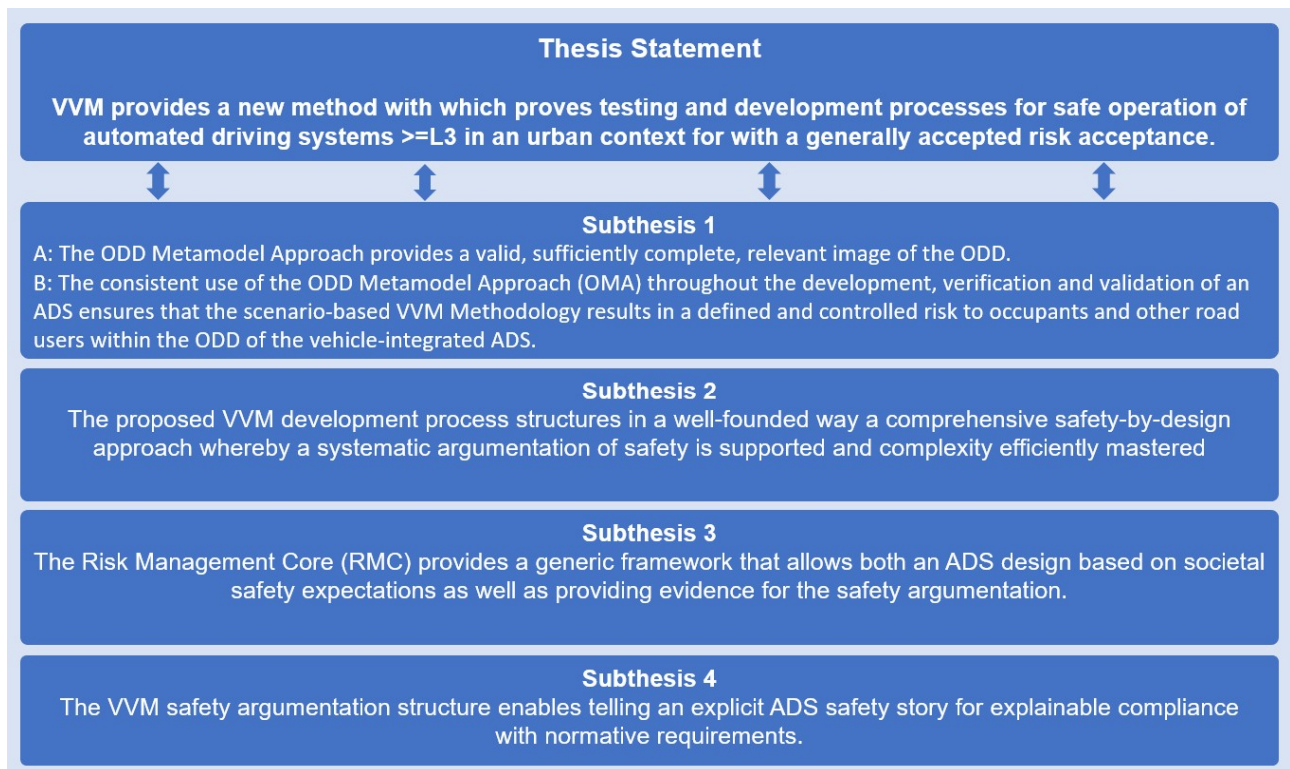 Thesis Statement
VVM provides a new method with which proves testing and development processes for safe operation of
automated driving systems >=L3 in an urban context for with a generally accepted risk acceptance.
Subthesis 1
A: The ODD Metamodel Approach provides a valid, sufficiently complete, relevant image of the ODD.
B: The consistent use of the ODD Metamodel Approach (OMA) throughout the development, verification and validation of an
ADS ensures that the scenario-based VVM Methodology results in a defined and controlled risk to occupants and other road
users within the ODD of the vehicle-integrated ADS.
Subthesis 2
The proposed VVM development process structures in a well-founded way a comprehensive safety-by-design
approach whereby a systematic argumentation of safety is supported and complexity efficiently mastered
Subthesis 3
The Risk Management Core (RMC) provides a generic framework that allows both an ADS design based on societal
safety expectations as well as providing evidence for the safety argumentation.
Subthesis 4
The VVM safety argumentation structure enables telling an explicit ADS safety story for explainable compliance
with normative requirements.